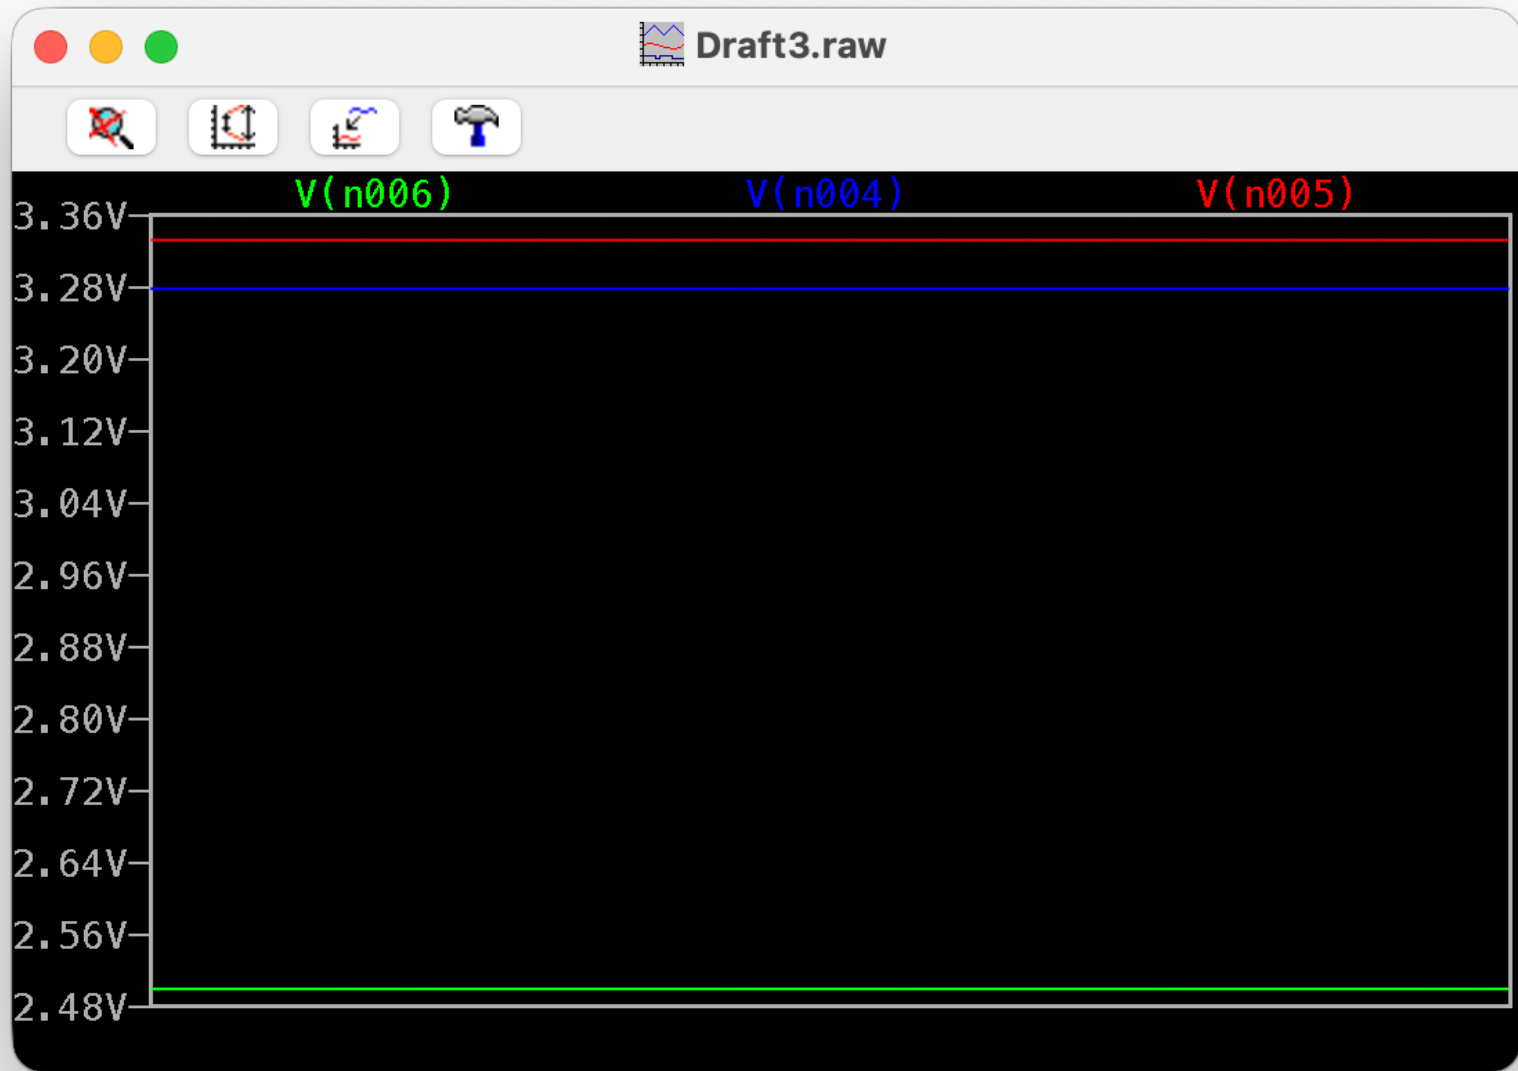 Draft3.raw
V(n006) V(n004) V(n005)
3.36V
3.28V
3.20V
3.12V
3.04V
2.96V
2.88V
2.80V
2.72V
2.64V
2.56V
2.48V